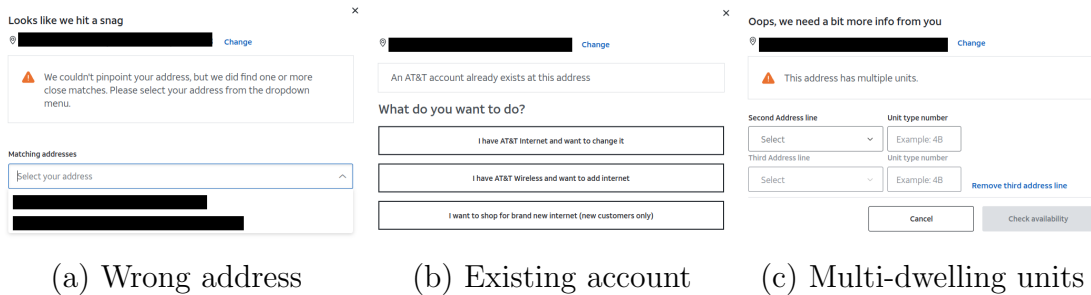 Looks like we hit a snag
Change
We couldn't pinpoint your address, but we did find one or more
close matches. Please select your address from the dropdown
menu.
Matching addresses
Select your address
(a) Wrong address
Change
An AT&T account already exists at this address
What do you want to do?
I have AT&T Internet and want to change it
I have AT&T Wireless and want to add internet
I want to shop for brand new internet (new customers only)
(b) Existing account
Oops, we need a bit more info from you
Change
This address has multiple units.
Second Address line Unit type number
Select Example: 4B
Third Address line Unit type number
Select Example: 4B
Remove third address line
Cancel Check availability
(c) Multi-dwelling units